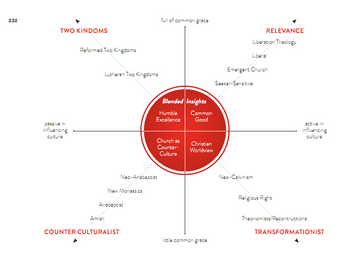 232
full of common grace
TWO KINDOMS
RELEVANCE
Reformed Two Kingdoms
Liberation Theology
Liberal
Lutheran Two Kingdoms
Emergent Church
Seeker-Sensitive
Blended Insights
Humble
Excellence
Common
Good
passive in
influencing
culture
active in
influencing
culture
Church as
Counter-
Culture
Christian
Worldview
Neo-Anabaptist
Neo-Calvinism
New Monastics
Religious Right
Anabaptist
Amish
Theonomists/Reconstructions
COUNTER CULTURALIST
TRANSFORMATIONIST
little common grace